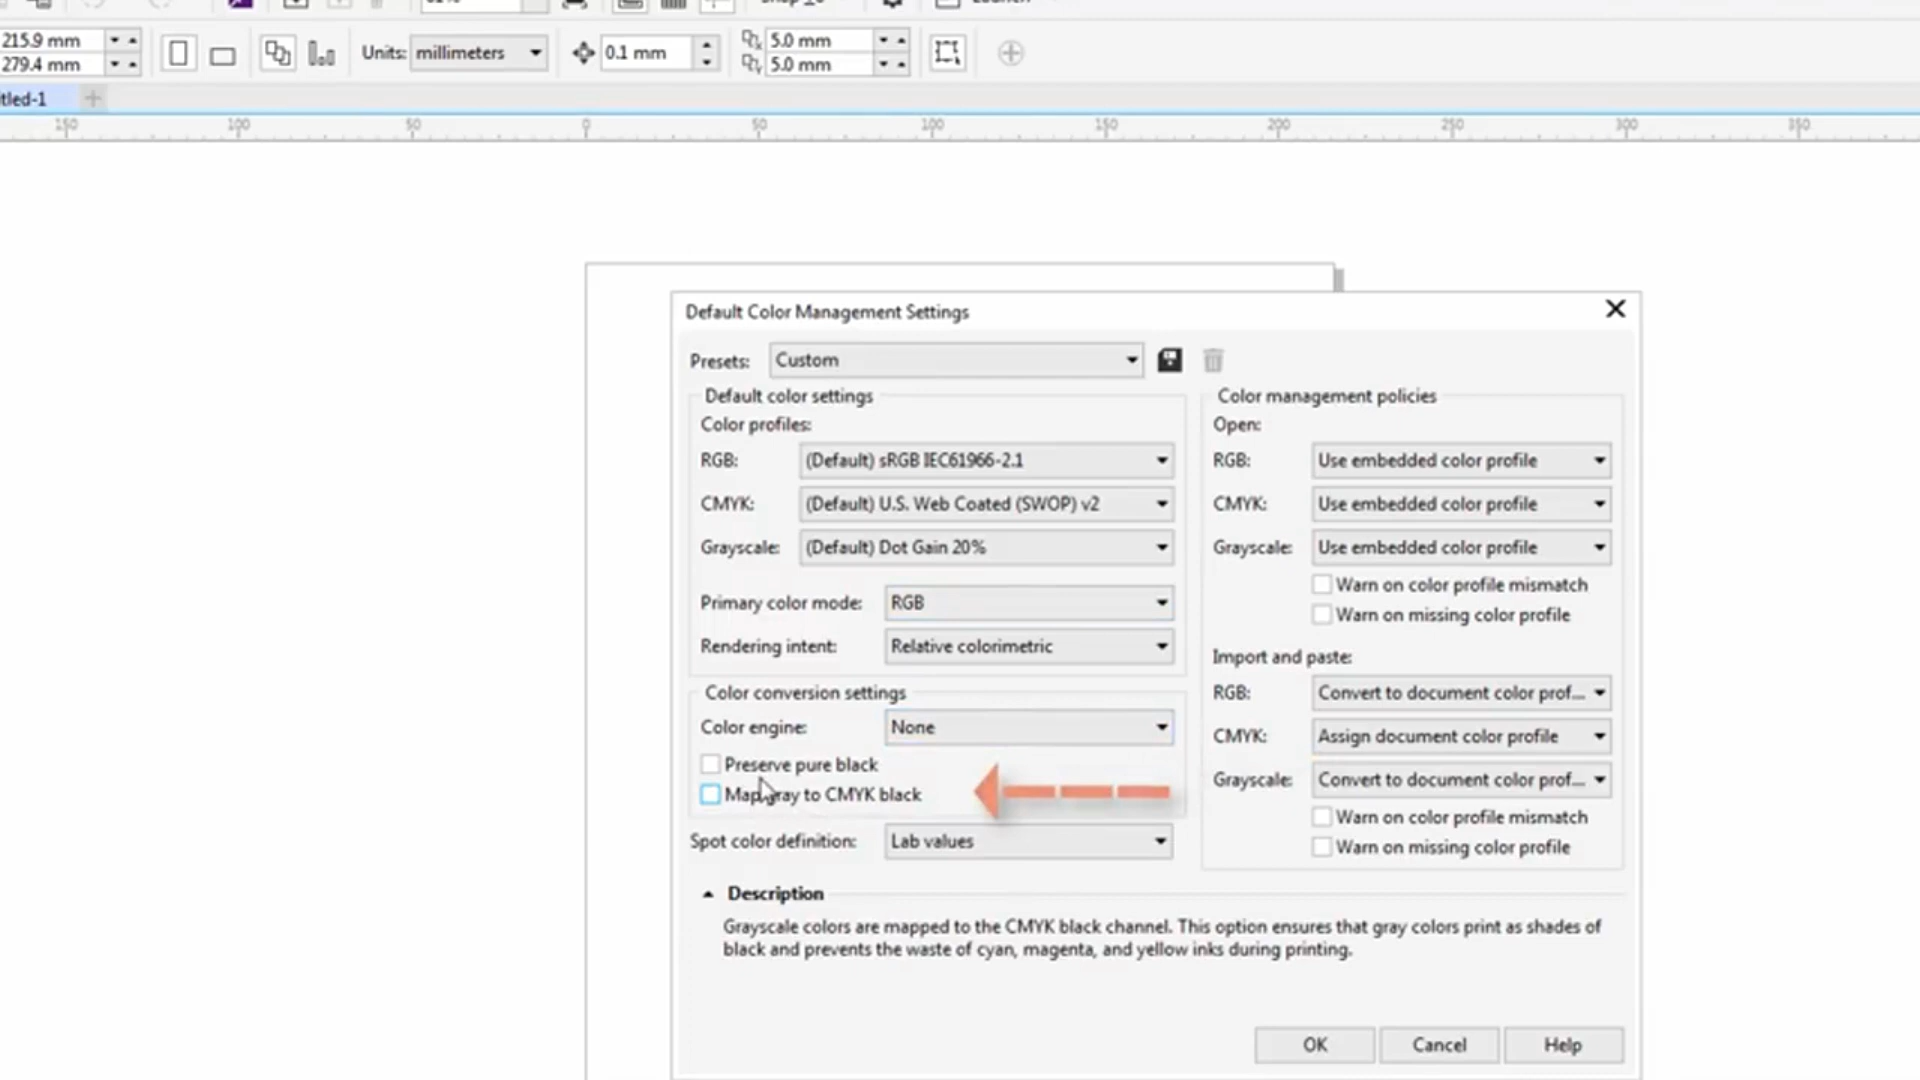 215.9 mm
279.4 mm
Units: millimeters
0.1 mm
5.0 mm
5.0 mm
tled-1
150 100 50 0 50 100 150 200 250 300 350
Default Color Management Settings
Presets: Custom
Default color settings
Color profiles:
RGB: (Default) sRGB IEC61966-2.1
CMYK: (Default) U.S. Web Coated (SWOP) v2
Grayscale: (Default) Dot Gain 20%
Primary color mode: RGB
Rendering intent: Relative colorimetric
Color conversion settings
Color engine: None
Preserve pure black
Map gray to CMYK black
Spot color definition: Lab values
Color management policies
Open:
RGB: Use embedded color profile
CMYK: Use embedded color profile
Grayscale: Use embedded color profile
Warn on color profile mismatch
Warn on missing color profile
Import and paste:
RGB: Convert to document color prof...
CMYK: Assign document color profile
Grayscale: Convert to document color prof...
Warn on color profile mismatch
Warn on missing color profile
Description
Grayscale colors are mapped to the CMYK black channel. This option ensures that gray colors print as shades of
black and prevents the waste of cyan, magenta, and yellow inks during printing.
OK Cancel Help